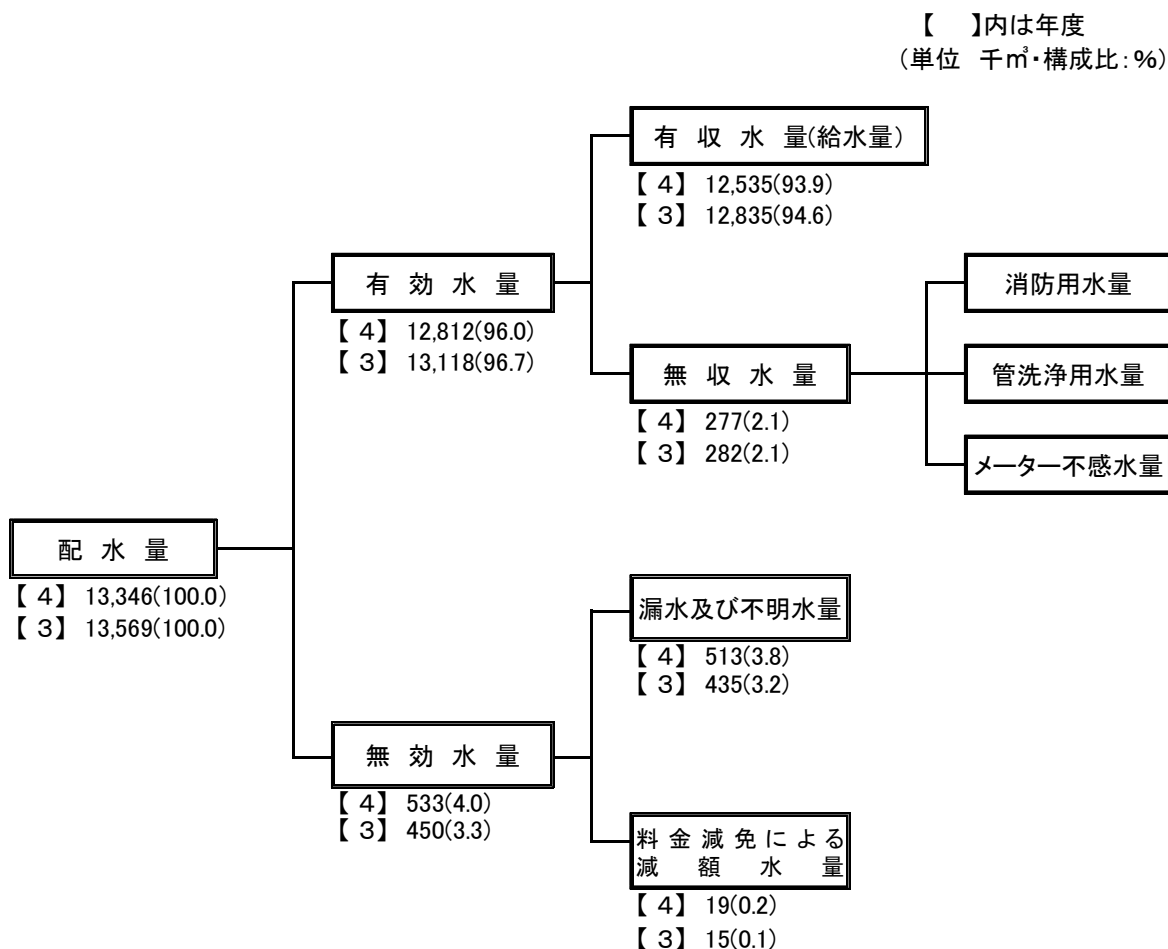 【　】内は年度
（単位 千㎥・構成比：％）
有収水量(給水量)
【4】 12,535(93.9)
【3】 12,835(94.6)
有効水量
【4】 12,812(96.0)
【3】 13,118(96.7)
消防用水量
無収水量
【4】 277(2.1)
【3】 282(2.1)
管洗浄用水量
メーター不感水量
配水量
【4】 13,346(100.0)
【3】 13,569(100.0)
漏水及び不明水量
【4】 513(3.8)
【3】 435(3.2)
無効水量
【4】 533(4.0)
【3】 450(3.3)
料金減免による
減額水量
【4】 19(0.2)
【3】 15(0.1)